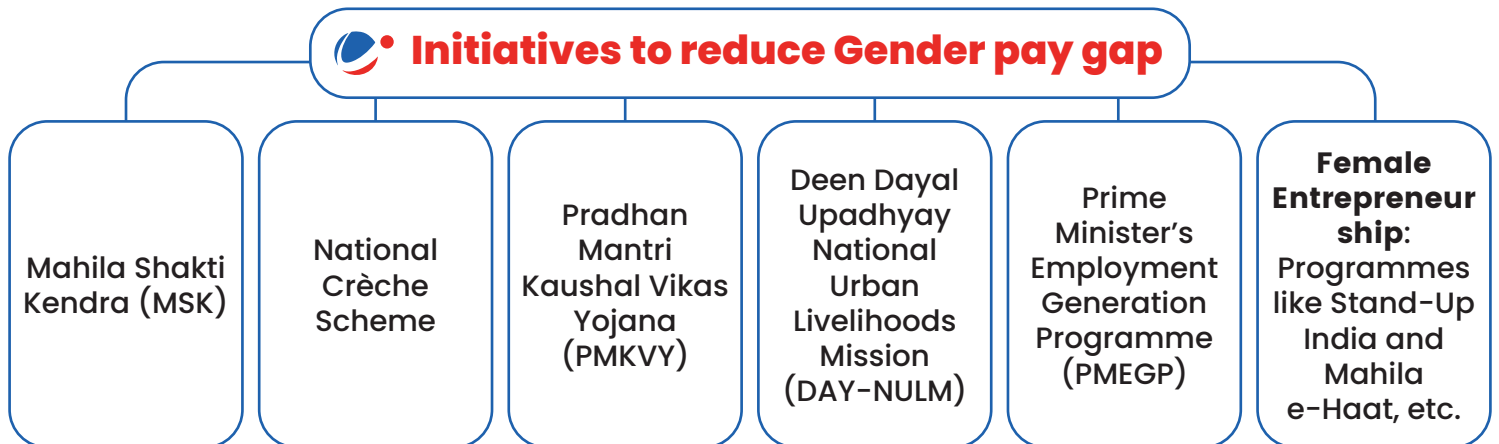 Initiatives to reduce Gender pay gap
Mahila Shakti
Kendra (MSK)
National
Crèche
Scheme
Pradhan
Mantri
Kaushal Vikas
Yojana
(PMKVY)
Deen Dayal
Upadhyay
National
Urban
Livelihoods
Mission
(DAY-NULM)
Prime
Minister’s
Employment
Generation
Programme
(PMEGP)
Female
Entrepreneur
ship:
Programmes
like Stand-Up
India and
Mahila
e-Haat, etc.